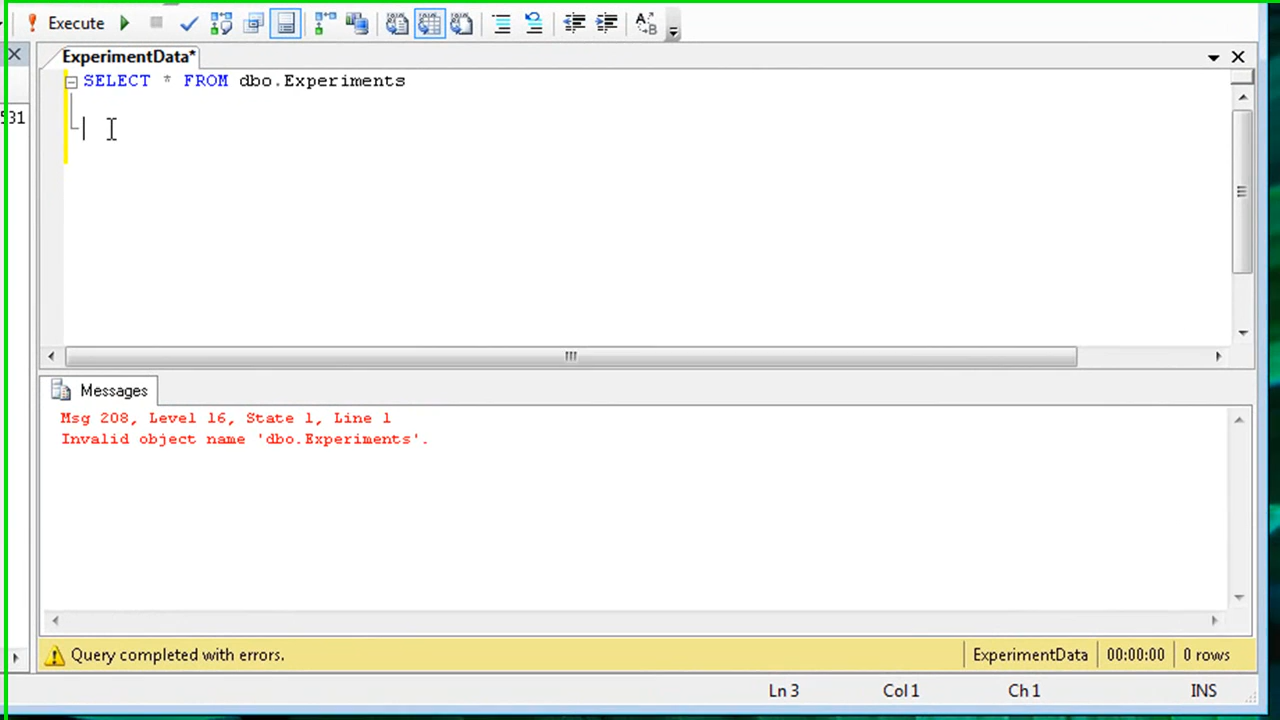 Execute
531
ExperimentData*
SELECT * FROM dbo.Experiments
Messages
Msg 208, Level 16, State 1, Line 1
Invalid object name 'dbo.Experiments'.
Query completed with errors.
ExperimentData
00:00:00
0 rows
Ln 3
Col 1
Ch 1
INS